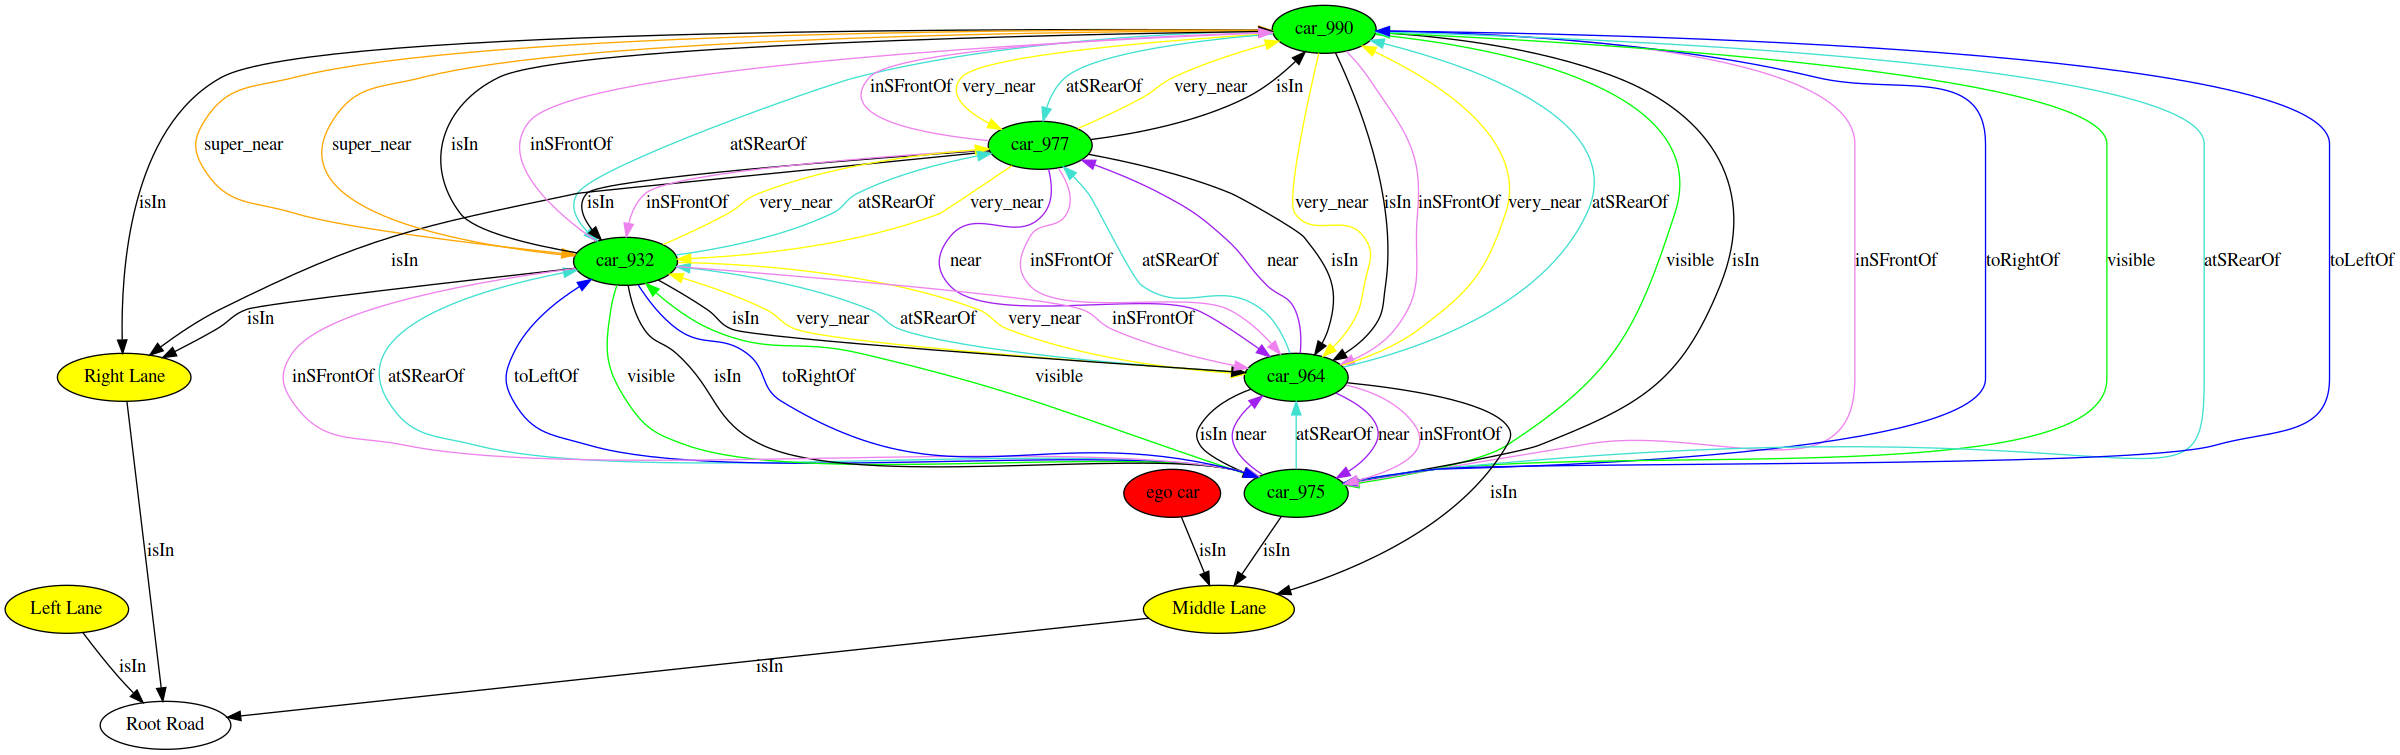 car_990
inSFrontOf
very_near
atSRearOf
very_near
isIn
super_near
super_near
isIn
inSFrontOf
atSRearOf
car_977
isIn
isIn
inSFrontOf
very_near
atSRearOf
very_near
very_near
isIn
inSFrontOf
very_near
atSRearOf
isIn
car_932
near
inSFrontOf
atSRearOf
near
isIn
visible
isIn
inSFrontOf
toRightOf
visible
atSRearOf
toLeftOf
isIn
isIn
very_near
atSRearOf
very_near
inSFrontOf
Right Lane
inSFrontOf
atSRearOf
toLeftOf
visible
isIn
toRightOf
visible
car_964
isIn
near
atSRearOf
near
inSFrontOf
ego car
car_975
isIn
isIn
isIn
isIn
Left Lane
Middle Lane
isIn
isIn
Root Road